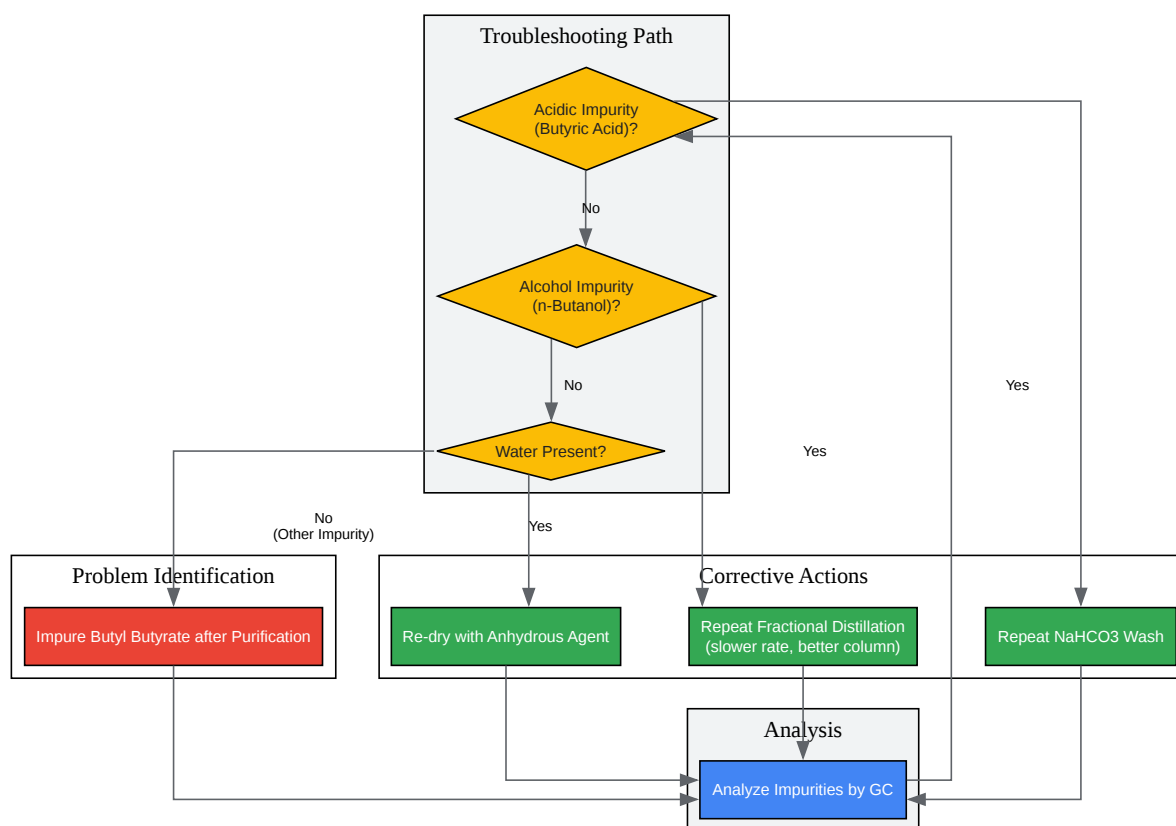 Troubleshooting Path
Acidic Impurity
(Butyric Acid)?
No
Alcohol Impurity
(n-Butanol)?
No
Yes
Water Present?
Yes
No
(Other Impurity)
Yes
Problem Identification
Corrective Actions
Impure Butyl Butyrate after Purification
Re-dry with Anhydrous Agent
Repeat Fractional Distillation
(slower rate, better column)
Repeat NaHCO3 Wash
Analysis
Analyze Impurities by GC